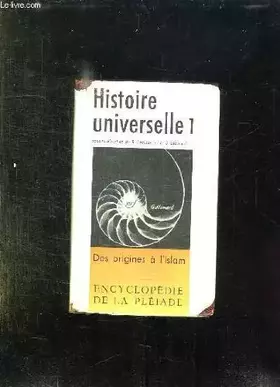 Histoire
universelle 1
Gallimard
Des origines à l'Islam
ENCYCLOPÉDIE
DE LA PLÉIADE